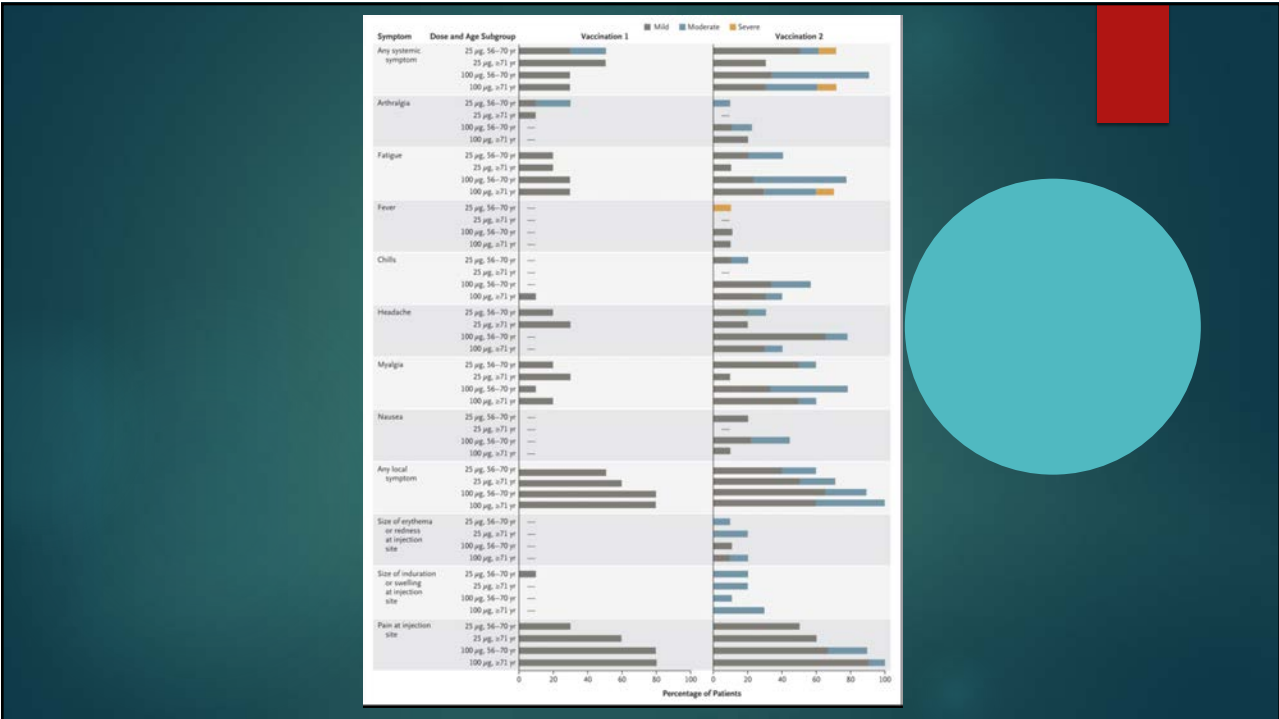 Mild Moderate Severe
Symptom Dose and Age Subgroup Vaccination 1 Vaccination 2
Any systemic symptom
25 µg, 56–70 yr
25 µg, ≥71 yr
100 µg, 56–70 yr
100 µg, ≥71 yr
Arthralgia
25 µg, 56–70 yr
25 µg, ≥71 yr —
100 µg, 56–70 yr —
100 µg, ≥71 yr —
Fatigue
25 µg, 56–70 yr
25 µg, ≥71 yr
100 µg, 56–70 yr
100 µg, ≥71 yr
Fever
25 µg, 56–70 yr —
25 µg, ≥71 yr — —
100 µg, 56–70 yr —
100 µg, ≥71 yr —
Chills
25 µg, 56–70 yr —
25 µg, ≥71 yr — —
100 µg, 56–70 yr —
100 µg, ≥71 yr
Headache
25 µg, 56–70 yr
25 µg, ≥71 yr
100 µg, 56–70 yr —
100 µg, ≥71 yr —
Myalgia
25 µg, 56–70 yr
25 µg, ≥71 yr
100 µg, 56–70 yr
100 µg, ≥71 yr
Nausea
25 µg, 56–70 yr —
25 µg, ≥71 yr — —
100 µg, 56–70 yr —
100 µg, ≥71 yr —
Any local
symptom
25 µg, 56–70 yr
25 µg, ≥71 yr
100 µg, 56–70 yr
100 µg, ≥71 yr
Size of erythema
or redness
at injection
site
25 µg, 56–70 yr —
25 µg, ≥71 yr —
100 µg, 56–70 yr —
100 µg, ≥71 yr —
Size of induration
or swelling
at injection
site
25 µg, 56–70 yr
25 µg, ≥71 yr —
100 µg, 56–70 yr —
100 µg, ≥71 yr —
Pain at injection
site
25 µg, 56–70 yr
25 µg, ≥71 yr
100 µg, 56–70 yr
100 µg, ≥71 yr
0 20 40 60 80 100 0 20 40 60 80 100
Percentage of Patients